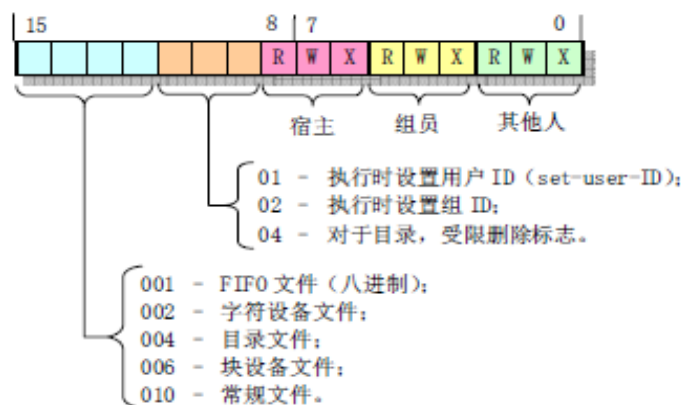 15 8 7 0
R W X R W X R W X
宿主 组员 其他人
01 - 执行时设置用户 ID（set-user-ID）;
02 - 执行时设置组 ID;
04 - 对于目录，受限删除标志。
001 - FIFO 文件（八进制）;
002 - 字符设备文件;
004 - 目录文件;
006 - 块设备文件;
010 - 常规文件。